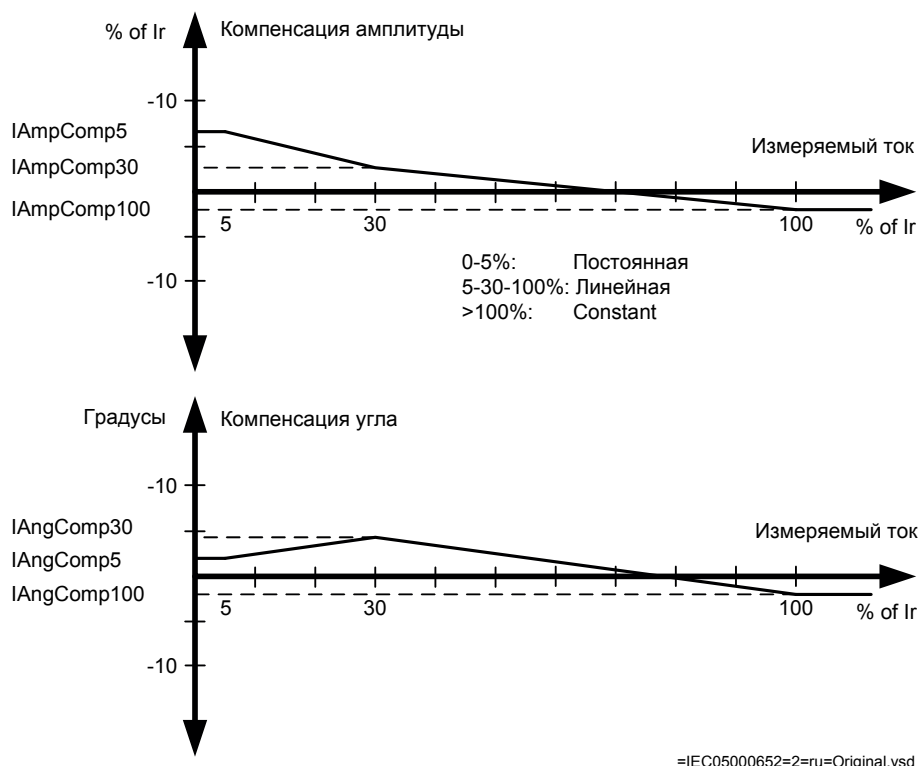 % of Ir
Компенсация амплитуды
-10
IAmpComp5
Измеряемый ток
IAmpComp30
IAmpComp100
5
30
100
% of Ir
0-5%: Постоянная
5-30-100%: Линейная
>100%: Constant
-10
Градусы
Компенсация угла
-10
IAngComp30
Измеряемый ток
IAngComp5
IAngComp100
5
30
100
% of Ir
-10
=IEC05000652=2=ru=Original.vsd